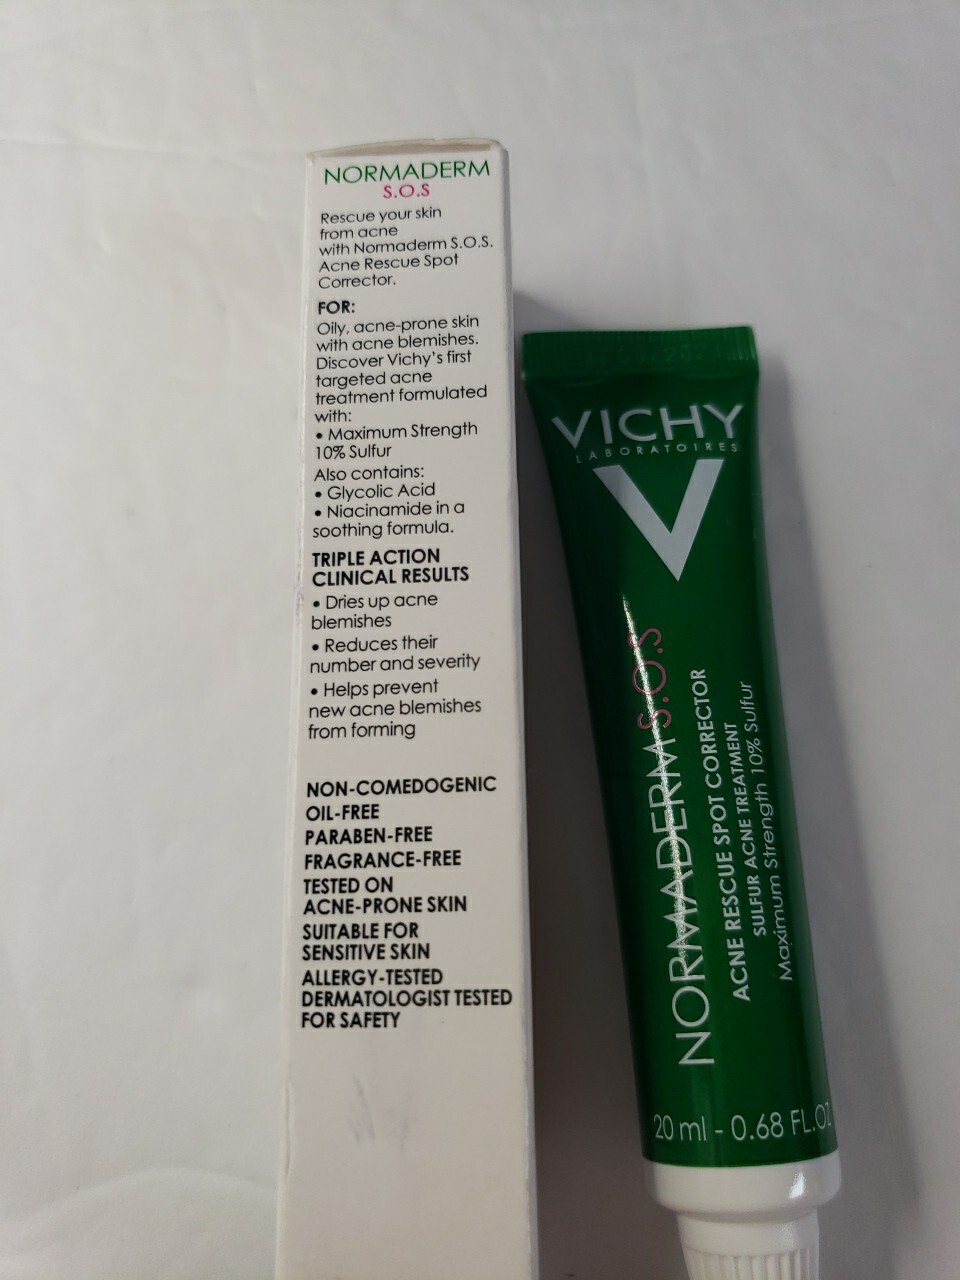 NORMADERM
S.O.S
Rescue your skin
from acne
with Normaderm S.O.S.
Acne Rescue Spot
Corrector.
FOR:
Oily, acne-prone skin
with acne blemishes.
Discover Vichy's first
targeted acne
treatment formulated
with:
• Maximum Strength
10% Sulfur
Also contains:
• Glycolic Acid
• Niacinamide in a
soothing formula.
TRIPLE ACTION
CLINICAL RESULTS
• Dries up acne
blemishes
• Reduces their
number and severity
• Helps prevent
new acne blemishes
from forming
NON-COMEDOGENIC
OIL-FREE
PARABEN-FREE
FRAGRANCE-FREE
TESTED ON
ACNE-PRONE SKIN
SUITABLE FOR
SENSITIVE SKIN
ALLERGY-TESTED
DERMATOLOGIST TESTED
FOR SAFETY
VICHY
LABORATOIRES
V
NORMADERM S.O.S
ACNE RESCUE SPOT CORRECTOR
SULFUR ACNE TREATMENT
Maximum Strength 10% Sulfur
20 ml - 0.68 FL.OZ